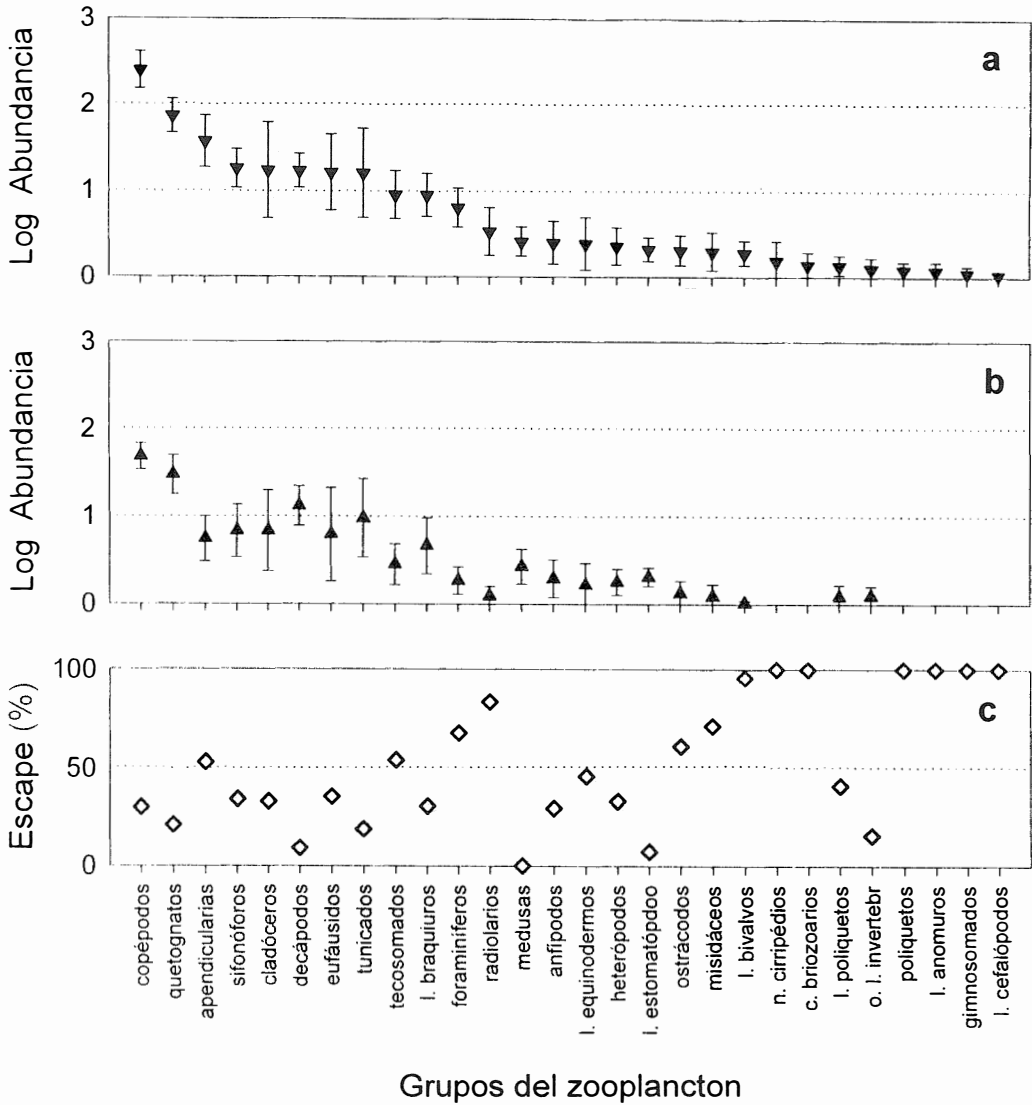 3
2
1
0
Log Abundancia
a
3
2
1
0
Log Abundancia
b
100
50
0
Escape (%)
c
copépodos
quetognatos
apendicularias
sifonóforos
cladóceros
decápodos
eufáusidos
tunicados
tecosomados
l. braquiuros
foraminíferos
radiolarios
medusas
anfípodos
l. equinodermos
heterópodos
l. estomatópdoo
ostrácodos
misidáceos
l. bivalvos
n. cirripédios
c. briozoarios
l. poliquetos
o. l. invertebr
poliquetos
l. anomuros
gimnosomados
l. cefalopodos
Grupos del zooplancton